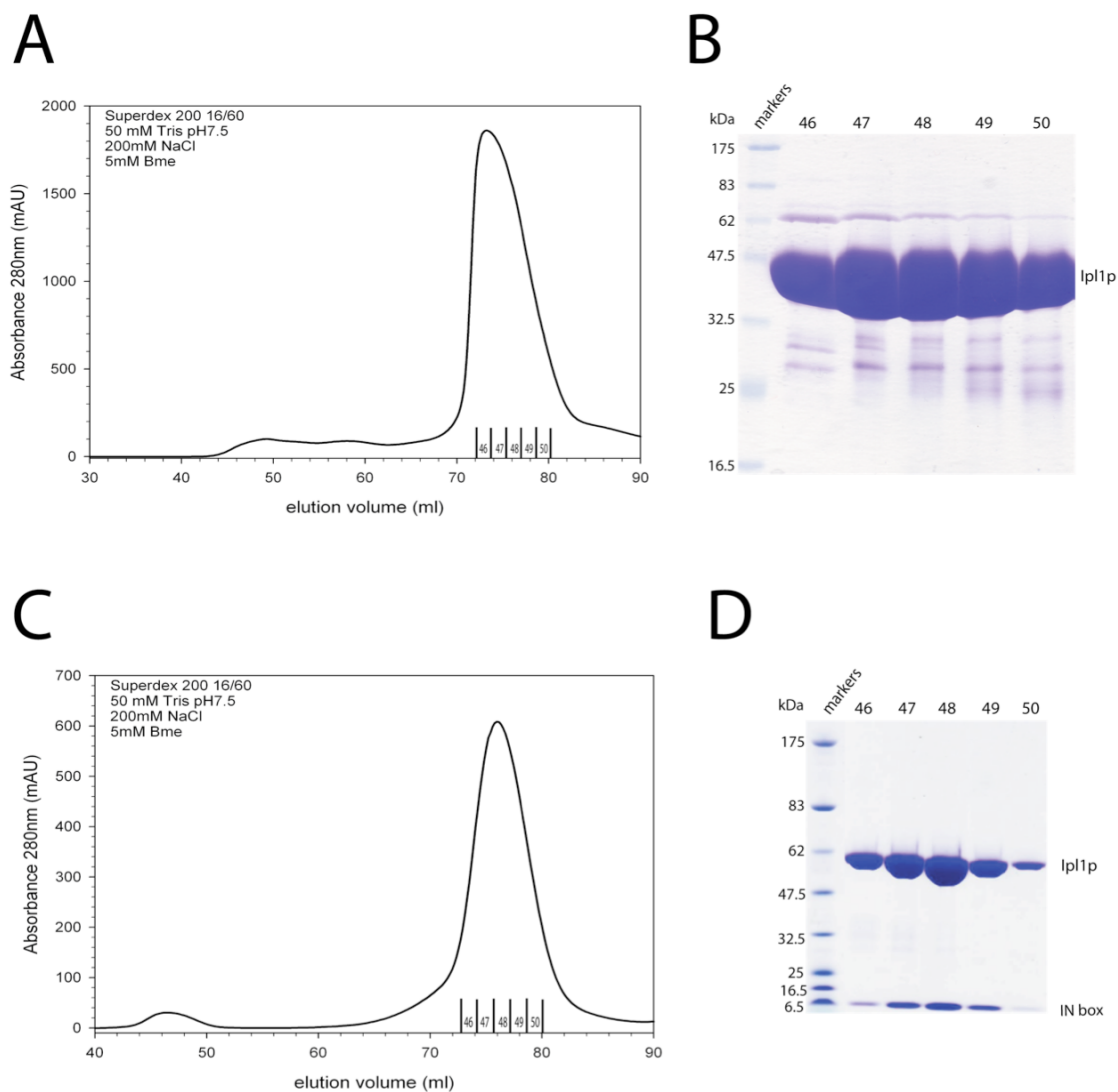 A
2000
1500
1000
500
0
Absorbance 280nm (mAU)
Superdex 200 16/60
50 mM Tris pH7.5
200mM NaCl
5mM Bme
46 47 48 49 50
30 40 50 60 70 80 90
elution volume (ml)
B
kDa markers 46 47 48 49 50
175
83
62
47.5
32.5
25
16.5
Ipl1p
C
700
600
500
400
300
200
100
0
Absorbance 280nm (mAU)
Superdex 200 16/60
50 mM Tris pH7.5
200mM NaCl
5mM Bme
46 47 48 49 50
40 50 60 70 80 90
elution volume (ml)
D
kDa markers 46 47 48 49 50
175
83
62
47.5
32.5
25
16.5
6.5
Ipl1p
IN box